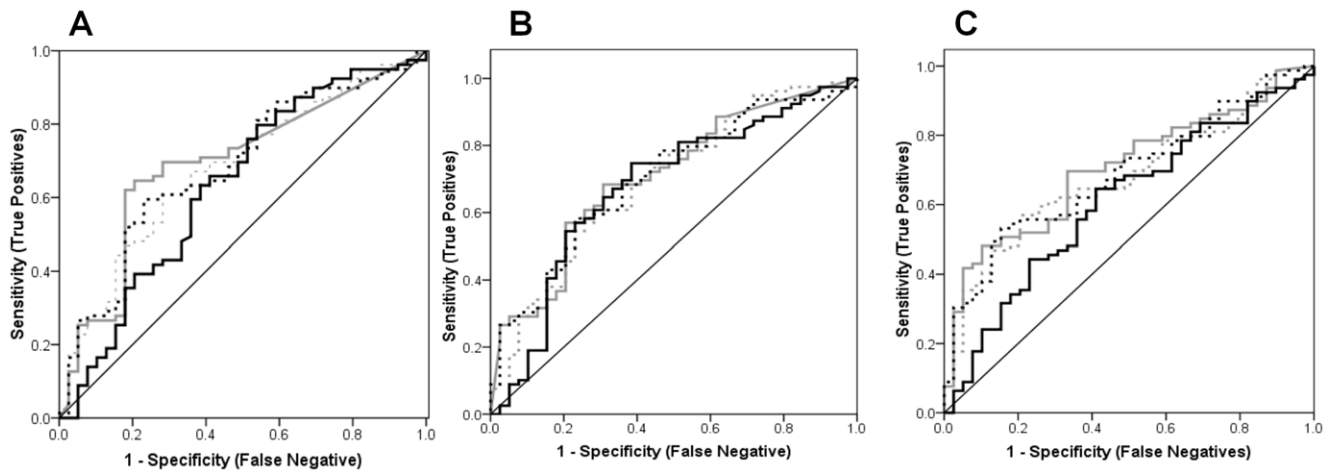 A
B
C
Sensitivity (True Positives)
1.0
0.8
0.6
0.4
0.2
0.0
0.0 0.2 0.4 0.6 0.8 1.0
1 - Specificity (False Negative)
Sensitivity (True Positives)
1.0
0.8
0.6
0.4
0.2
0.0
0.0 0.2 0.4 0.6 0.8 1.0
1 - Specificity (False Negative)
Sensitivity (True Positives)
1.0
0.8
0.6
0.4
0.2
0.0
0.0 0.2 0.4 0.6 0.8 1.0
1 - Specificity (False Negatives)